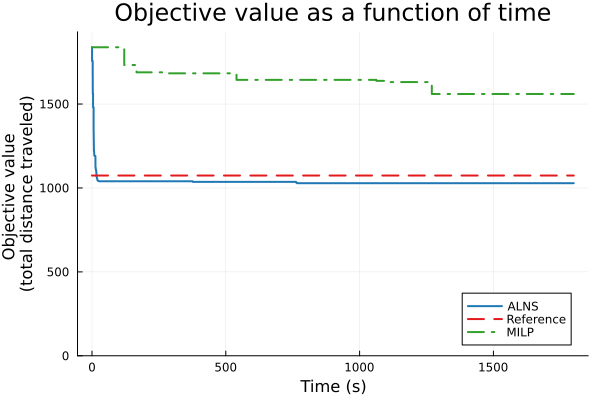 Objective value as a function of time
Objective value
(total distance traveled)
1500
1000
500
0
0 500 1000 1500
Time (s)
ALNS
Reference
MILP